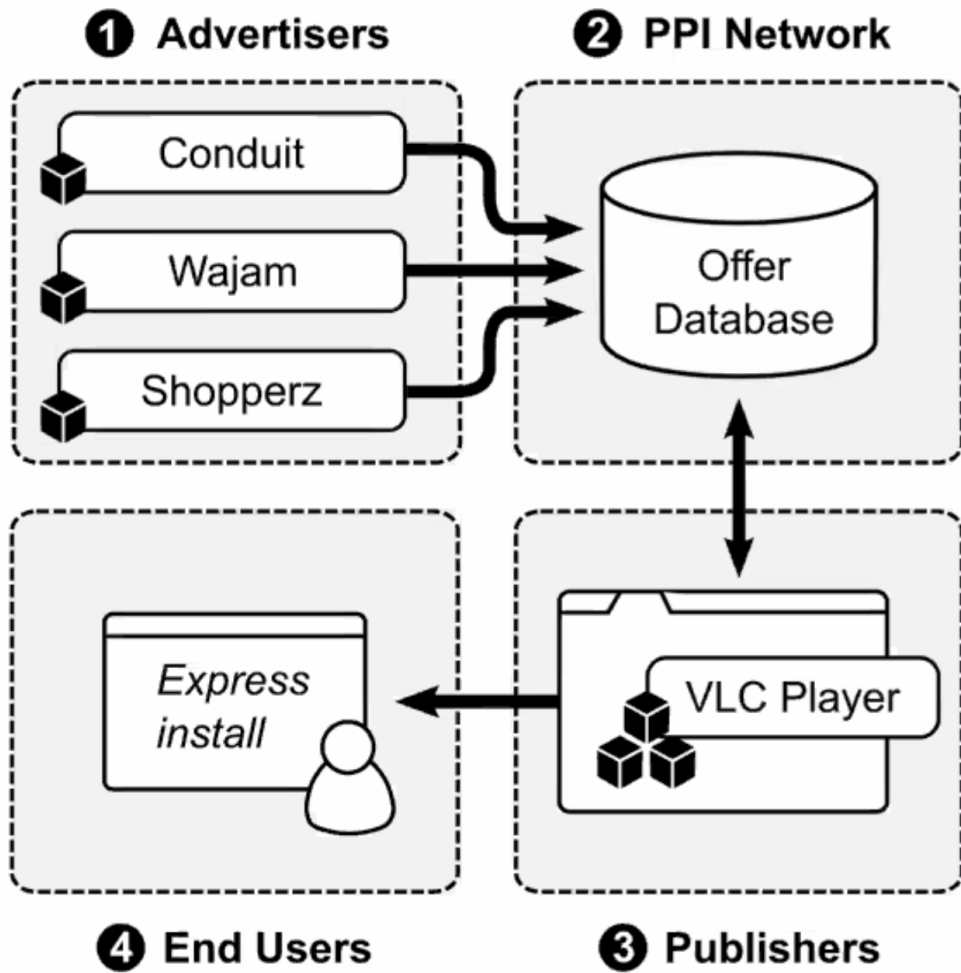 1 Advertisers
2 PPI Network
Conduit
Wajam
Shopperz
Offer
Database
Express
install
VLC Player
4 End Users
3 Publishers